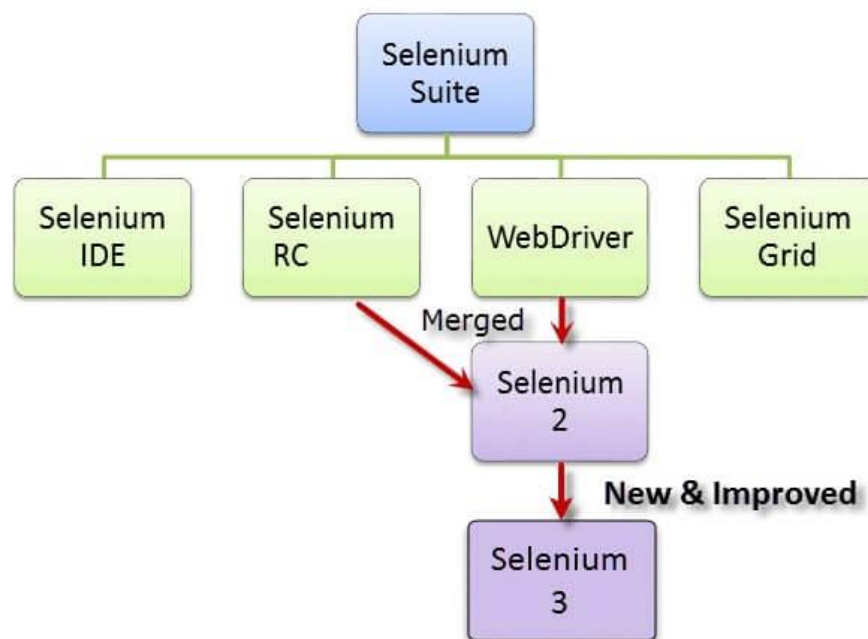 Selenium
Suite
Selenium
IDE
Selenium
RC
WebDriver
Selenium
Grid
Merged
Selenium
2
New & Improved
Selenium
3